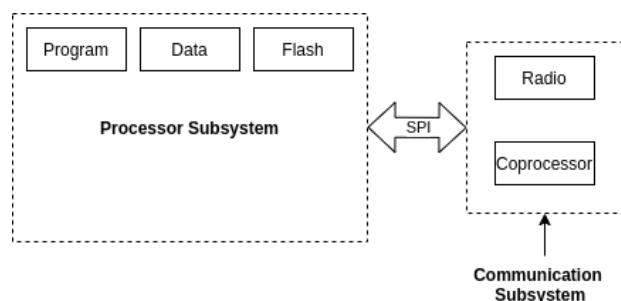 Program
Data
Flash
Processor Subsystem
SPI
Radio
Coprocessor
Communication
Subsystem